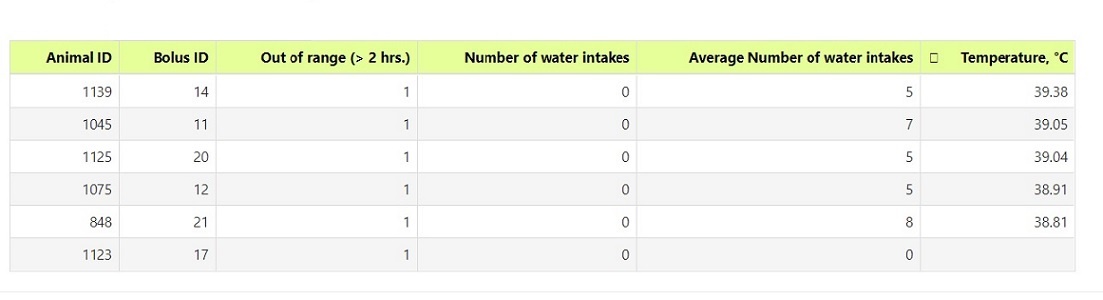 Animal ID Bolus ID Out of range (> 2 hrs.) Number of water intakes Average Number of water intakes □ Temperature, °C
1139 14 1 0 5 39.38
1045 11 1 0 7 39.05
1125 20 1 0 5 39.04
1075 12 1 0 5 38.91
848 21 1 0 8 38.81
1123 17 1 0 0